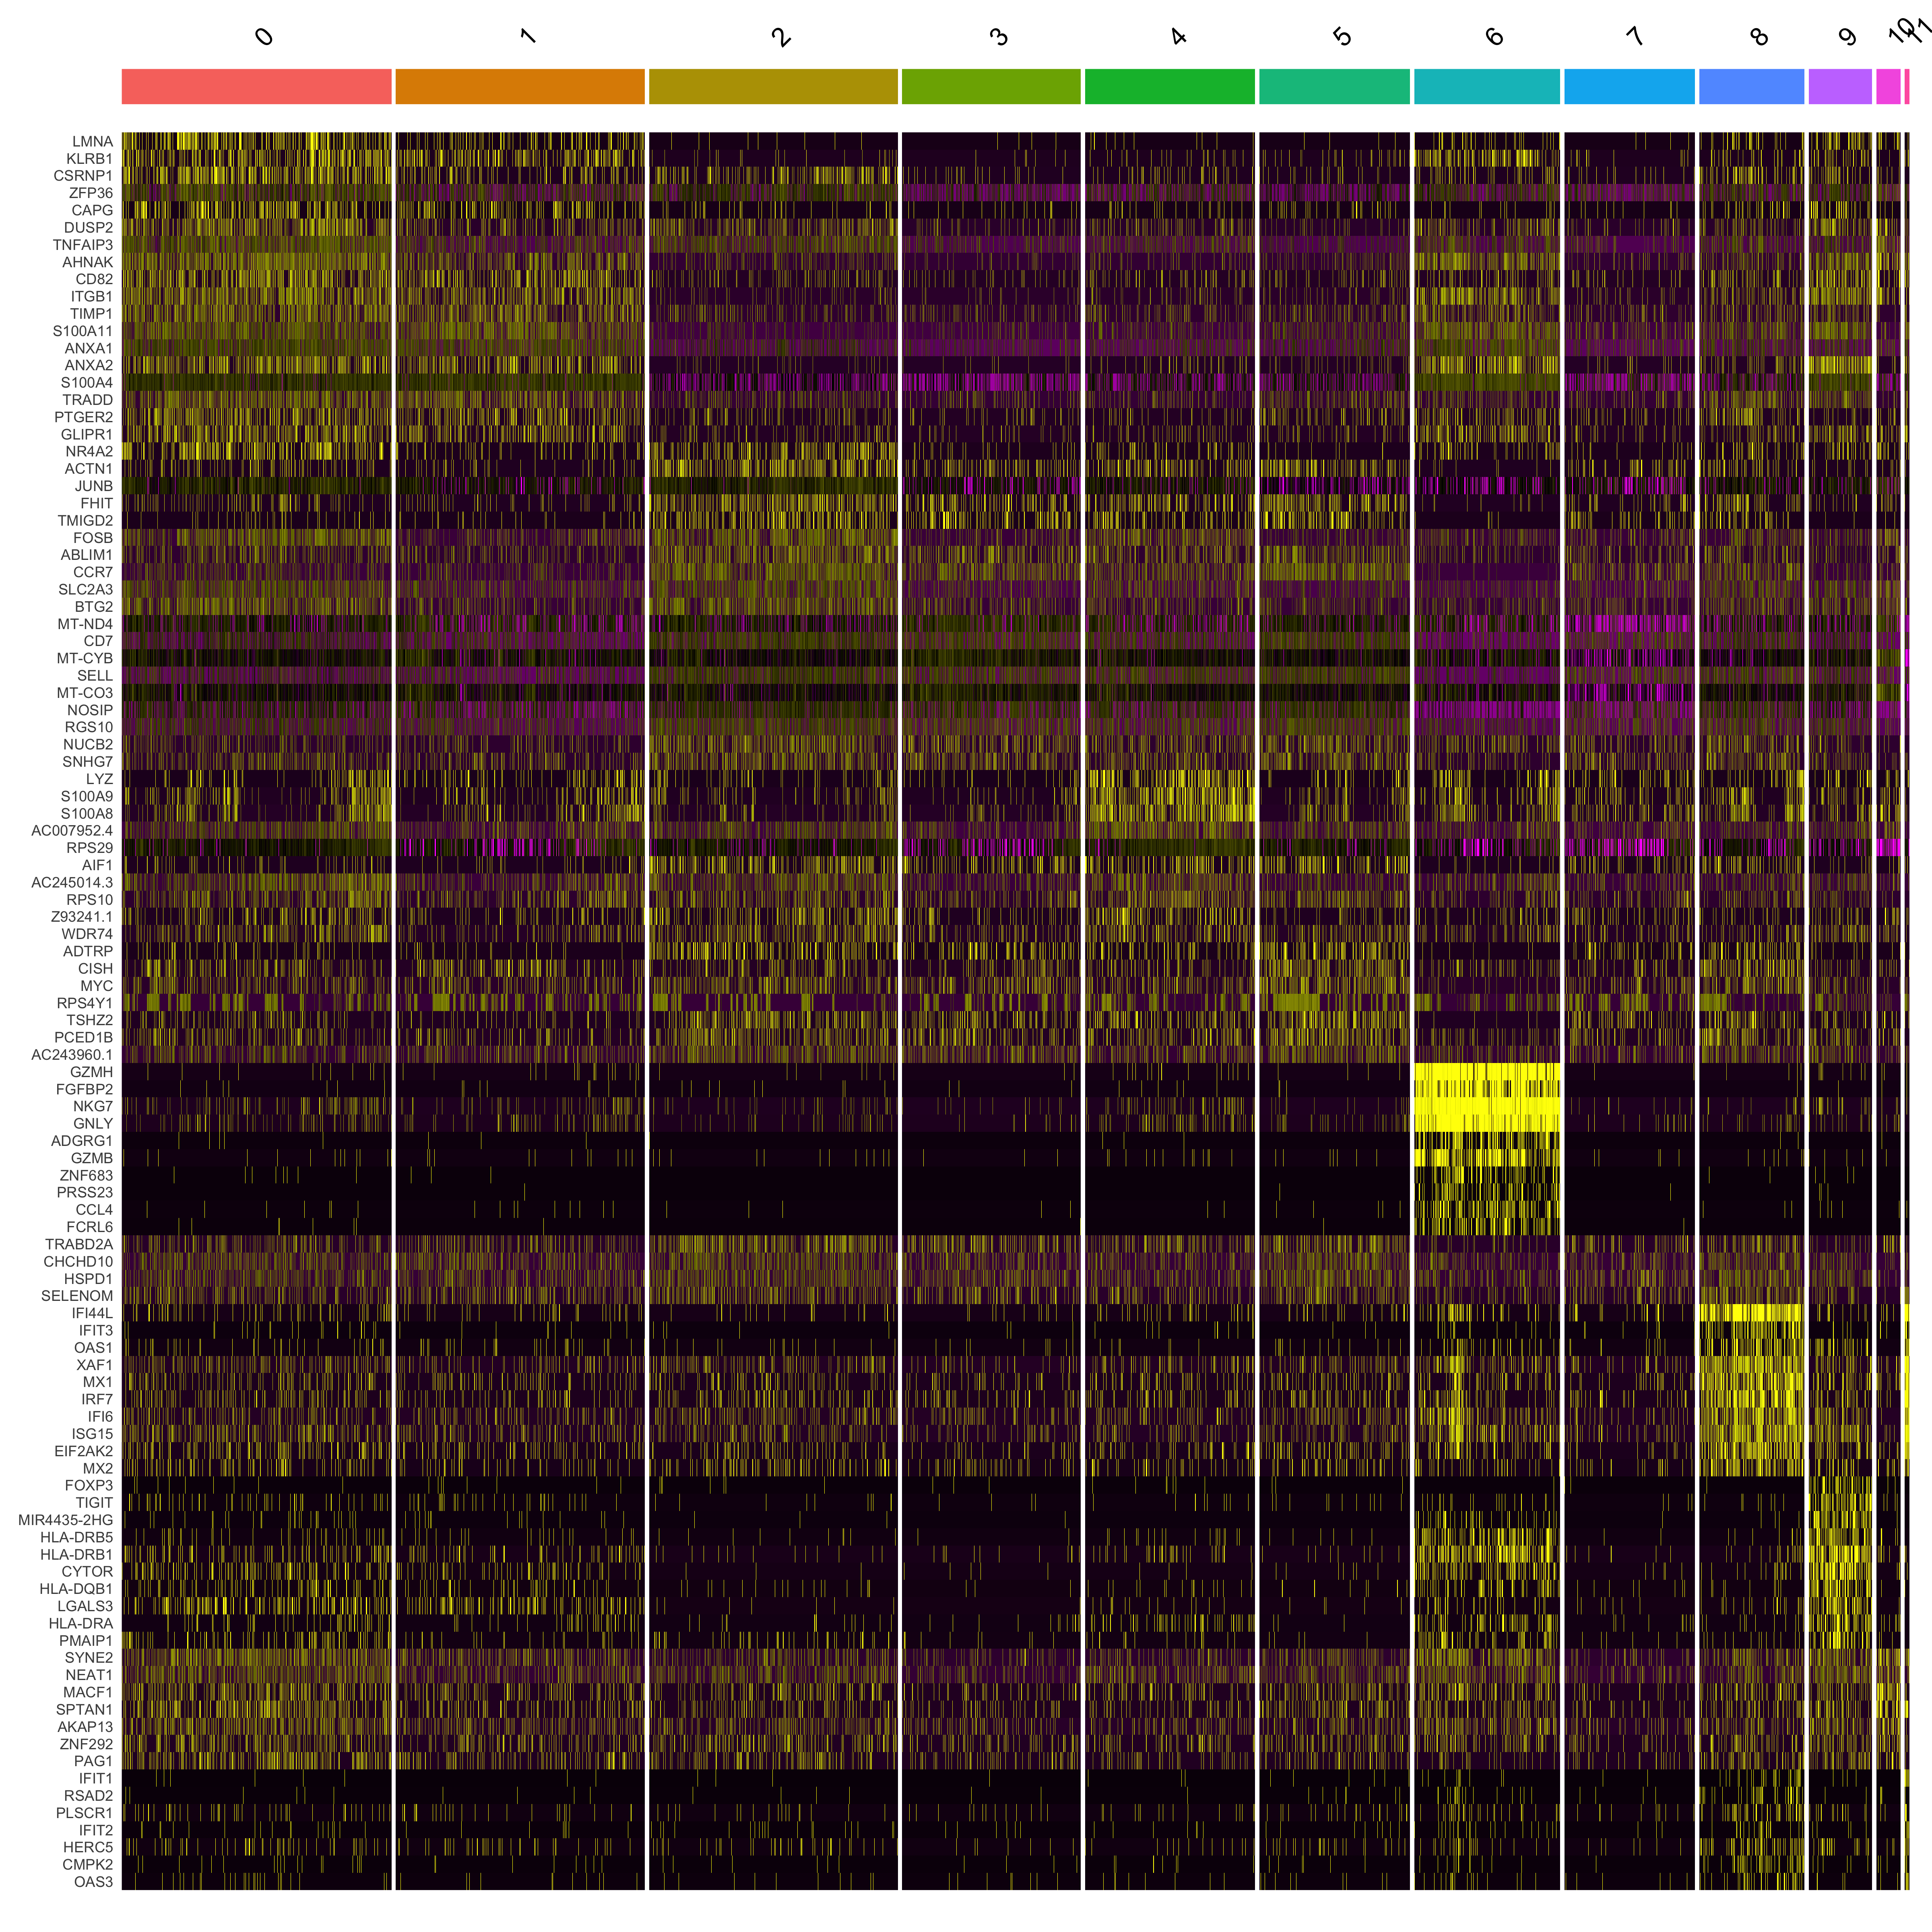 0 1 2 3 4 5 6 7 8 9 10 11
LMNA
KLRB1
CSRNP1
ZFP36
CAPG
DUSP2
TNFAIP3
AHNAK
CD82
ITGB1
TIMP1
S100A11
ANXA1
ANXA2
S100A4
TRADD
PTGER2
GLIPR1
NR4A2
ACTN1
JUNB
FHIT
TMIGD2
FOSB
ABLIM1
CCR7
SLC2A3
BTG2
MT-ND4
CD7
MT-CYB
SELL
MT-CO3
NOSIP
RGS10
NUCB2
SNHG7
LYZ
S100A9
S100A8
AC007952.4
RPS29
AIF1
AC245014.3
RPS10
Z93241.1
WDR74
ADTRP
CISH
MYC
RPS4Y1
TSHZ2
PCED1B
AC243960.1
GZMH
FGFBP2
NKG7
GNLY
ADGRG1
GZMB
ZNF683
PRSS23
CCL4
FCRL6
TRABD2A
CHCHD10
HSPD1
SELENOM
IFI44L
IFIT3
OAS1
XAF1
MX1
IRF7
IFI6
ISG15
EIF2AK2
MX2
FOXP3
TIGIT
MIR4435-2HG
HLA-DRB5
HLA-DRB1
CYTOR
HLA-DQB1
LGALS3
HLA-DRA
PMAIP1
SYNE2
NEAT1
MACF1
SPTAN1
AKAP13
ZNF292
PAG1
IFIT1
RSAD2
PLSCR1
IFIT2
HERC5
CMPK2
OAS3